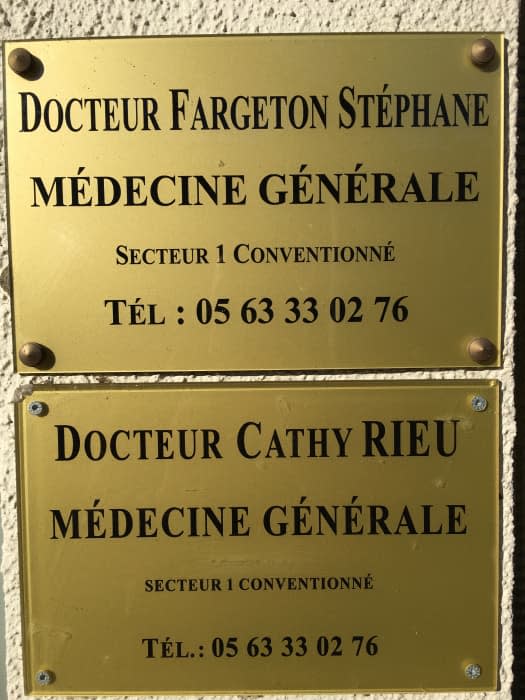 Docteur Fargeton Stéphane
MÉDECINE GÉNÉRALE
Secteur 1 Conventionné
Tél : 05 63 33 02 76
Docteur Cathy RIEU
MÉDECINE GÉNÉRALE
SECTEUR 1 CONVENTIONNÉ
Tél.: 05 63 33 02 76